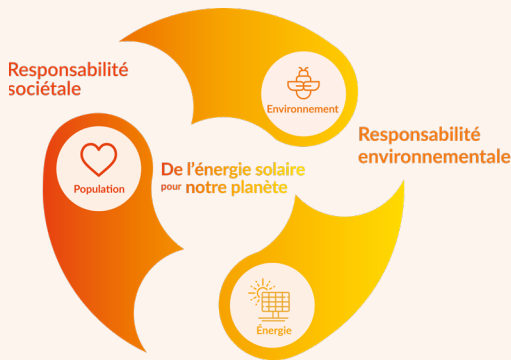 Responsabilité
sociétale
Environnement
Responsabilité
environnementale
Population
De l'énergie solaire
pour notre planète
Énergie